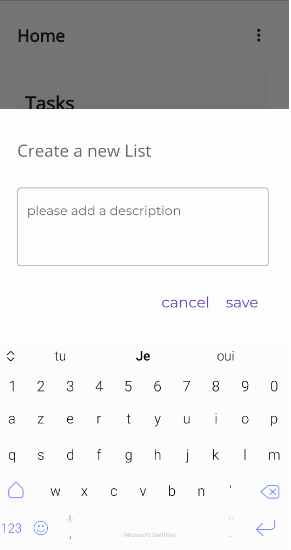 Home
Tasks
Create a new List
please add a description
cancel save
tu Je oui
1 2 3 4 5 6 7 8 9 0
a z e r t y u i o p
q s d f g h j k l m
w x c v b n '
123 , Microsoft SwiftKey .